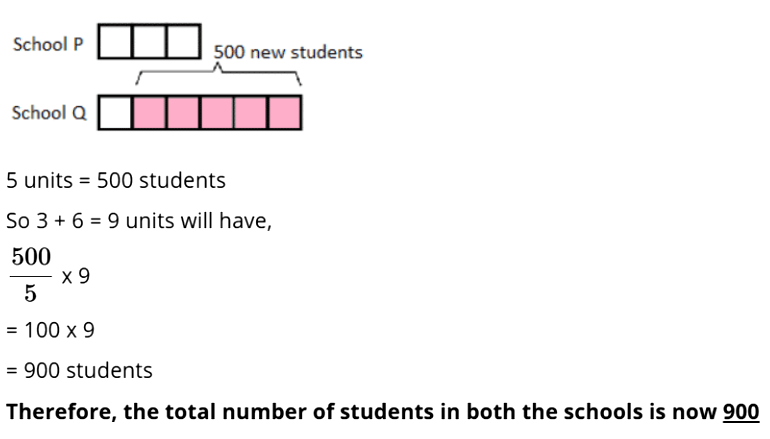 School P
500 new students
School Q
5 units = 500 students
So 3 + 6 = 9 units will have,
500
5
x 9
= 100 x 9
= 900 students
Therefore, the total number of students in both the schools is now 900